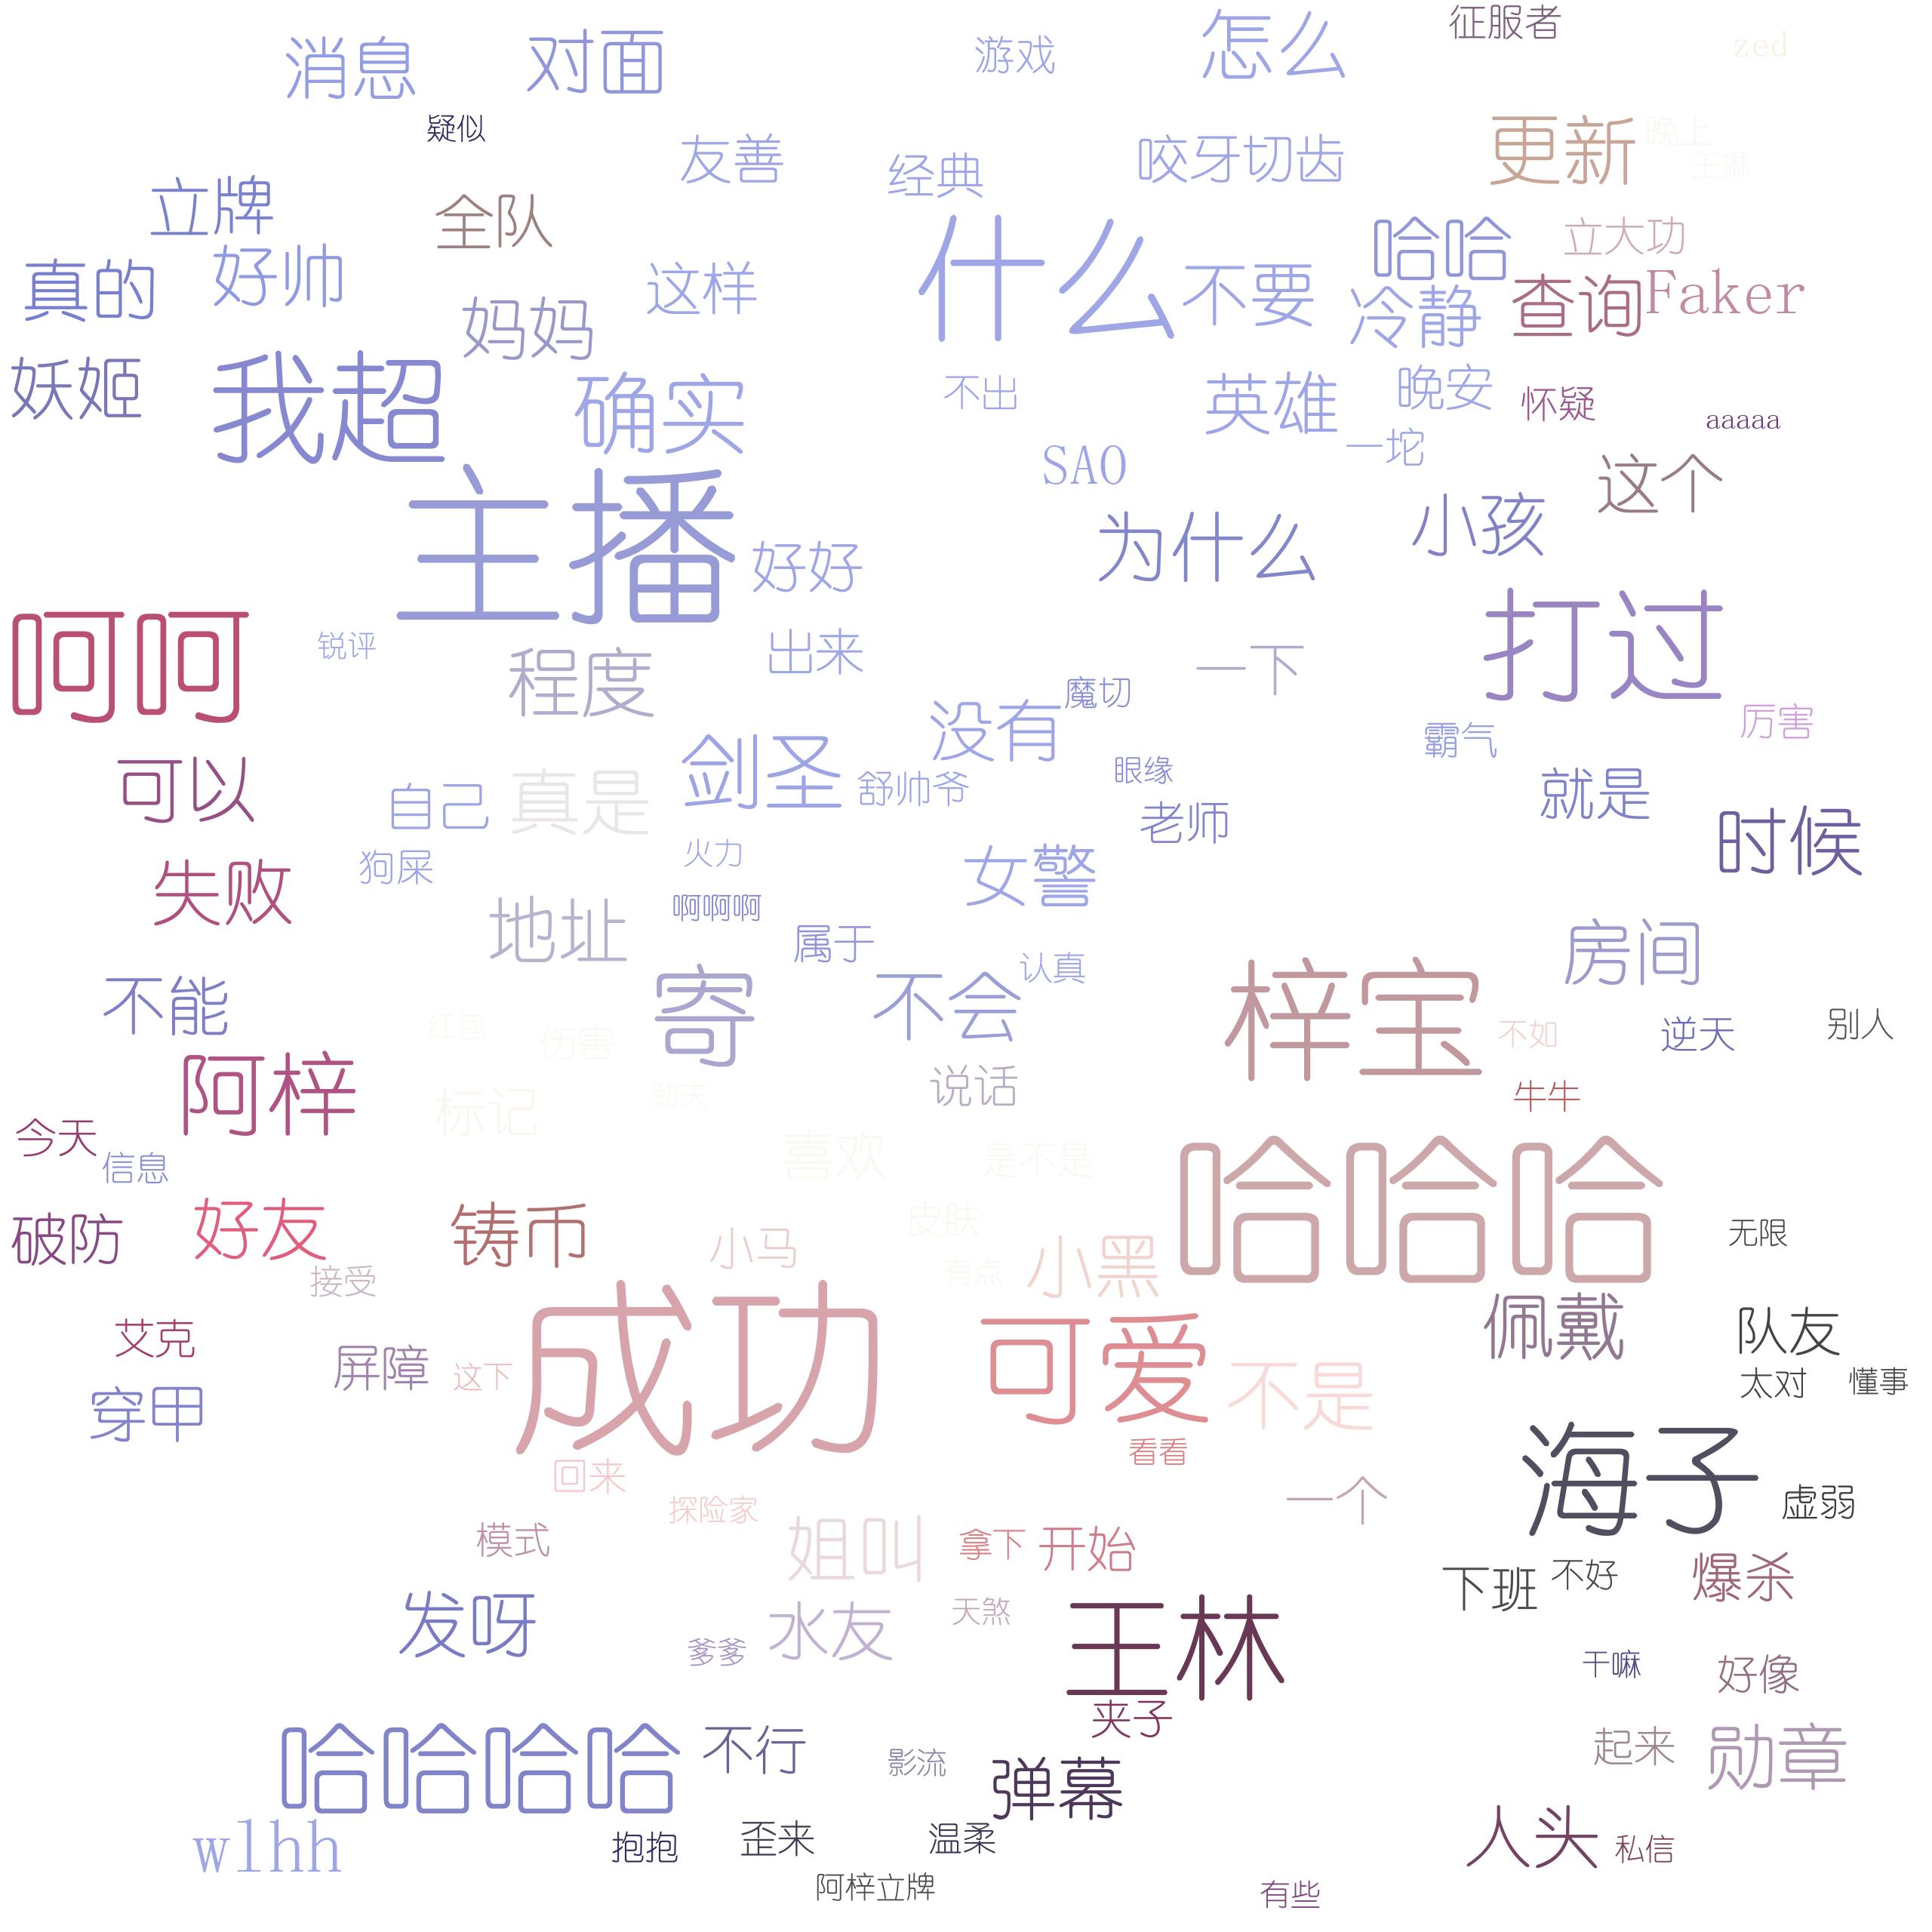 征服者
怎么
消息
对面
游戏
zed
疑似
更新
晚上
友善
经典
咬牙切齿
王琳
立牌
全队
哈哈
立大功
真的
好帅
这样
什么
不要
冷静
查询
Faker
妈妈
妖姬
我超
确实
不出
英雄
晚安
怀疑
aaaaa
一坨
SAO
这个
主播
好好
为什么
小孩
呵呵
锐评
程度
出来
一下
打过
魔切
没有
厉害
霸气
可以
自己
真是
剑圣
舒帅爷
眼缘
老师
就是
时候
失败
狗屎
火力
女警
地址
啊啊啊
属于
认真
房间
不能
寄
不会
梓宝
不如
逆天
别人
红包
伤害
阿梓
标记
劲夫
说话
牛牛
今天
信息
喜欢
是不是
哈哈哈
破防
好友
铸币
皮肤
小马
有点
小黑
无限
接受
艾克
屏障
这下
成功
可爱
不是
佩戴
队友
太对
懂事
穿甲
看看
回来
探险家
一个
海子
虚弱
模式
姐叫
拿下
开始
下班
不好
爆杀
发呀
爹爹
水友
天煞
王林
干嘛
好像
夹子
哈哈哈哈
不行
影流
弹幕
起来
勋章
wlhh
抱抱
歪来
温柔
人头
私信
阿梓立牌
有些